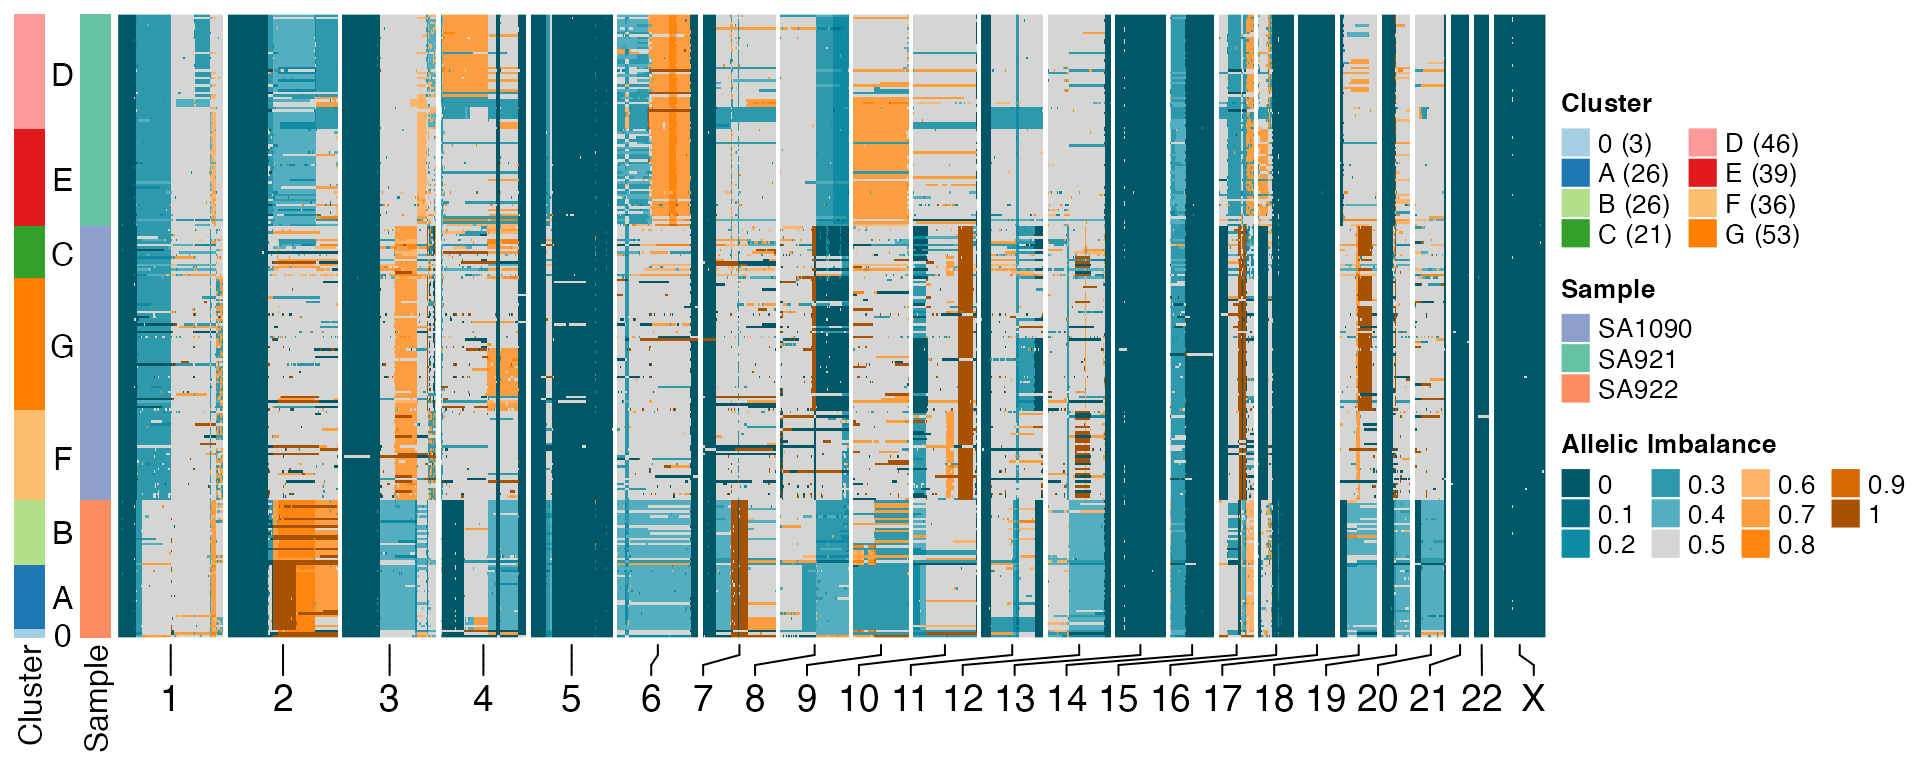 D
E
C
G
F
B
A
0
Cluster
Sample
1 2 3 4 5 6 7 8 9 10 11 12 13 14 15 16 17 18 19 20 21 22 X
Cluster
0 (3) D (46)
A (26) E (39)
B (26) F (36)
C (21) G (53)
Sample
SA1090
SA921
SA922
Allelic Imbalance
0 0.3 0.6 0.9
0.1 0.4 0.7 1
0.2 0.5 0.8